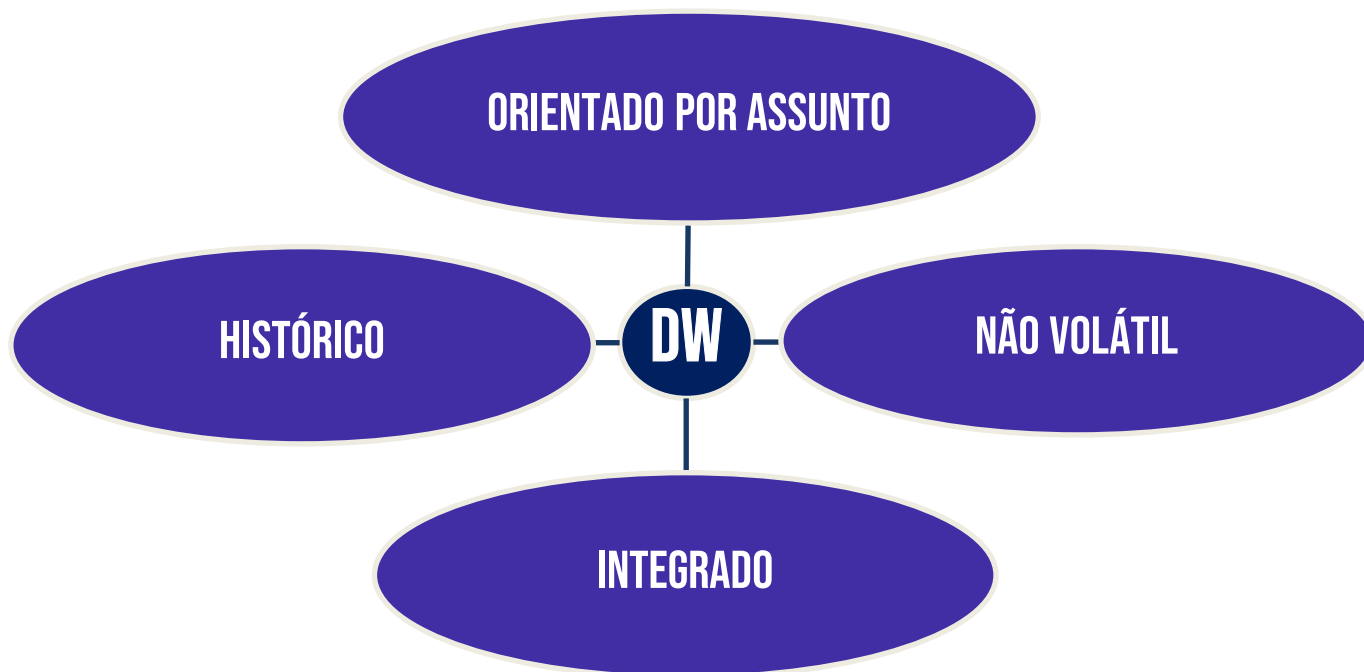 ORIENTADO POR ASSUNTO
HISTÓRICO
DW
NÃO VOLÁTIL
INTEGRADO